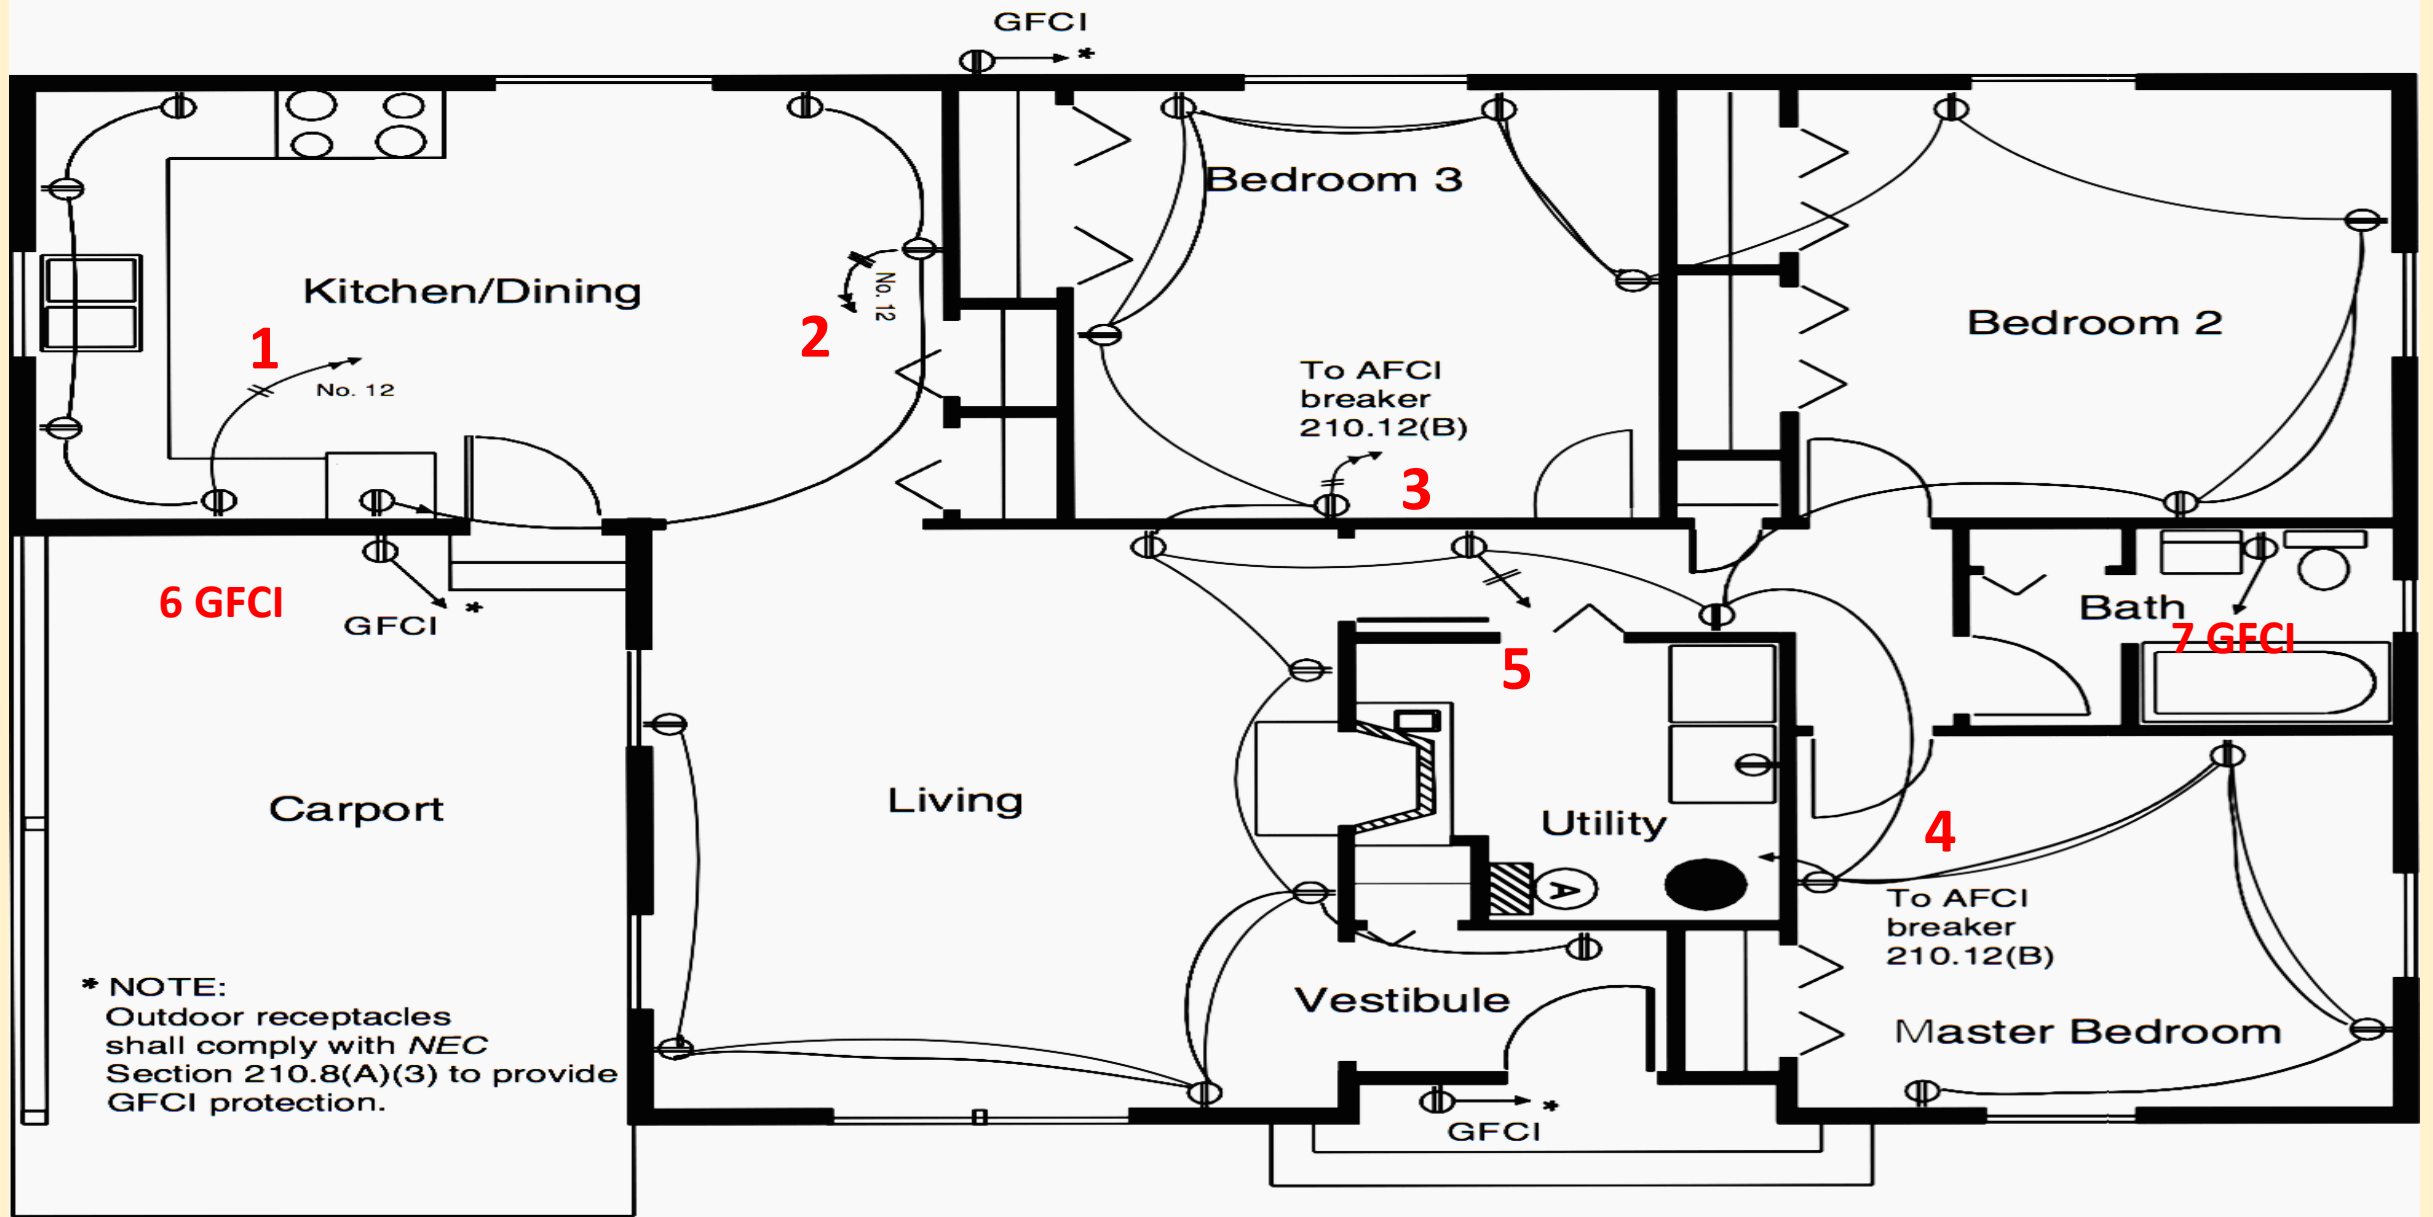 GFCI
*
Bedroom 3
Kitchen/Dining
1
No. 12
2
No. 12
Bedroom 2
To AFCI
breaker
210.12(B)
3
6 GFCI
GFCI
*
Bath
7 GFCI
5
Carport
Living
Utility
4
A
To AFCI
breaker
210.12(B)
* NOTE:
Outdoor receptacles
shall comply with NEC
Section 210.8(A)(3) to provide
GFCI protection.
Vestibule
Master Bedroom
*
GFCI